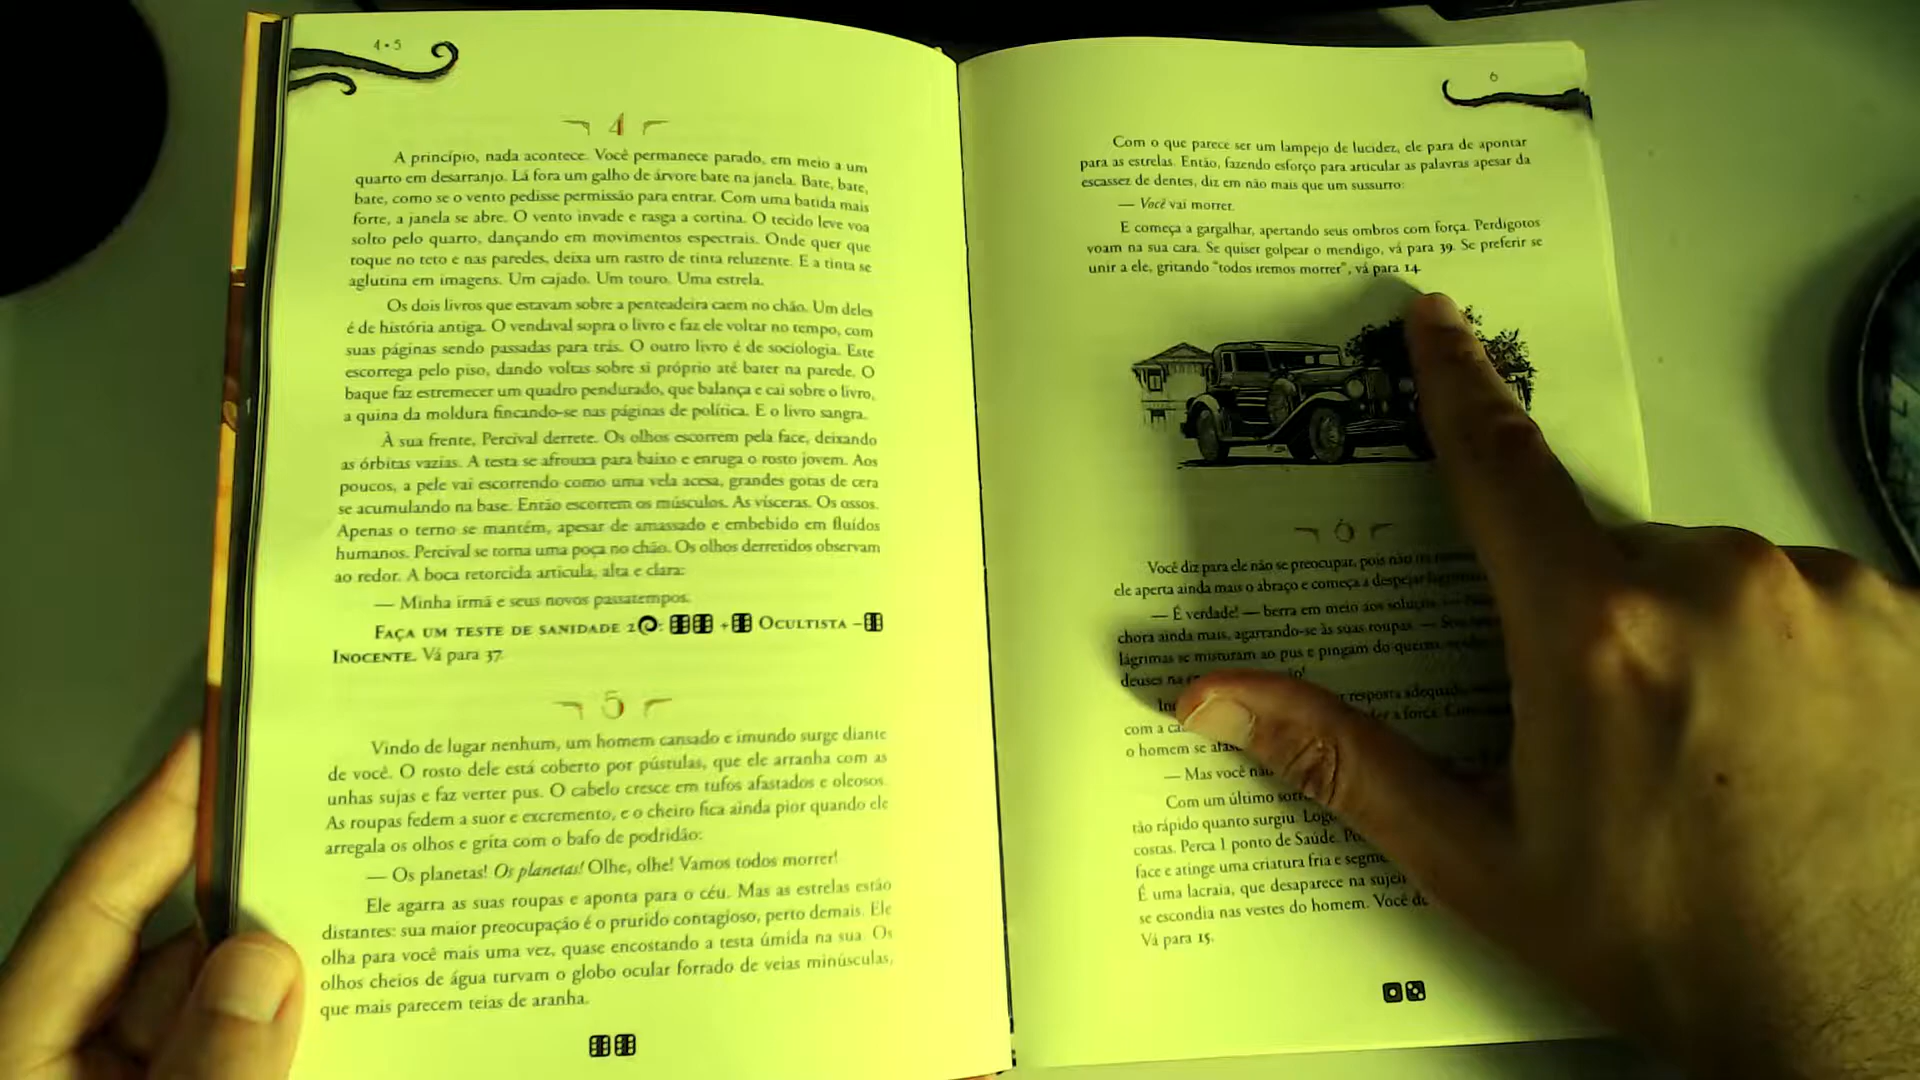 4 • 5
4
A princípio, nada acontece. Você permanece parado, em meio a um
quarto em desarranjo. Lá fora um galho de árvore bate na janela. Bate, bate,
bate, como se o vento pedisse permissão para entrar. Com uma batida mais
forte, a janela se abre. O vento invade e rasga a cortina. O tecido leve voa
solto pelo quarto, dançando em movimentos espectrais. Onde quer que
toque no teto e nas paredes, deixa um rastro de tinta reluzente. E a tinta se
aglutina em imagens. Um cajado. Um touro. Uma estrela.
Os dois livros que estavam sobre a penteadeira caem no chão. Um deles
é de história antiga. O vendaval sopra o livro e faz ele voltar no tempo, com
suas páginas sendo passadas para trás. O outro livro é de sociologia. Este
escorrega pelo piso, dando voltas sobre si próprio até bater na parede. O
baque faz estremecer um quadro pendurado, que balança e cai sobre o livro,
a quina da moldura fincando-se nas páginas de política. E o livro sangra.
À sua frente, Percival derrete. Os olhos escorrem pela face, deixando
as órbitas vazias. A testa se afrouxa para baixo e enruga o rosto jovem. Aos
poucos, a pele vai escorrendo como uma vela acesa, grandes gotas de cera
se acumulando na base. Então escorrem os músculos. As vísceras. Os ossos.
Apenas o terno se mantém, apesar de amassado e embebido em fluídos
humanos. Percival se torna uma poça no chão. Os olhos derretidos observam
ao redor. A boca retorcida articula, alta e clara:
— Minha irmã e seus novos passatempos.
Faça um teste de sanidade 2 : + Ocultista –
Inocente. Vá para 37.
5
Vindo de lugar nenhum, um homem cansado e imundo surge diante
de você. O rosto dele está coberto por pústulas, que ele arranha com as
unhas sujas e faz verter pus. O cabelo cresce em tufos afastados e oleosos.
As roupas fedem a suor e excremento, e o cheiro fica ainda pior quando ele
arregala os olhos e grita com o bafo de podridão:
— Os planetas! Os planetas! Olhe, olhe! Vamos todos morrer!
Ele agarra as suas roupas e aponta para o céu. Mas as estrelas estão
distantes: sua maior preocupação é o prurido contagioso, perto demais. Ele
olha para você mais uma vez, quase encostando a testa úmida na sua. Os
olhos cheios de água turvam o globo ocular forrado de veias minúsculas,
que mais parecem teias de aranha.
6
Com o que parece ser um lampejo de lucidez, ele para de apontar
para as estrelas. Então, fazendo esforço para articular as palavras apesar da
escassez de dentes, diz em não mais que um sussurro:
— Você vai morrer.
E começa a gargalhar, apertando seus ombros com força. Perdigotos
voam na sua cara. Se quiser golpear o mendigo, vá para 39. Se preferir se
unir a ele, gritando “todos iremos morrer”, vá para 14.
6
Você diz para ele não se preocupar, pois não
ele aperta ainda mais o abraço e começa a despejar
— É verdade! — berra em meio aos soluços. —
chora ainda mais, agarrando-se às suas roupas. —
lágrimas se misturam ao pus e pingam do
deuses na
resposta adequada
com a a força.
o homem se
— Mas você
Com um último
tão rápido quanto surgiu.
costas. Perca 1 ponto de Saúde.
face e atinge uma criatura fria e
É uma lacraia, que desaparece na
se escondia nas vestes do homem. Você
Vá para 15.